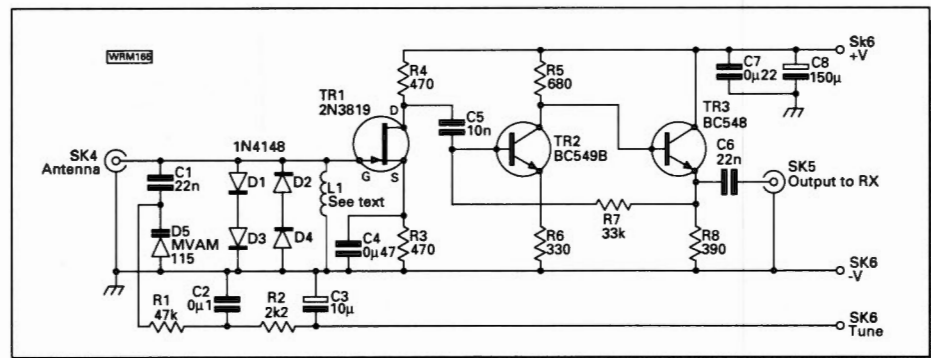 WRM166
SK4
Antenna
C1
22n
D5
MVAM
115
R1
47k
C2
0µ1
R2
2k2
C3
10µ
1N4148
D1
D2
D3
D4
L1
See text
TR1
2N3819
D
G
S
R4
470
C4
0µ47
R3
470
C5
10n
R5
680
TR2
BC549B
R6
330
R7
33k
TR3
BC548
C6
22n
R8
390
C7
0µ22
C8
150µ
Sk6
+V
SK5
Output to RX
SK6
-V
SK6
Tune